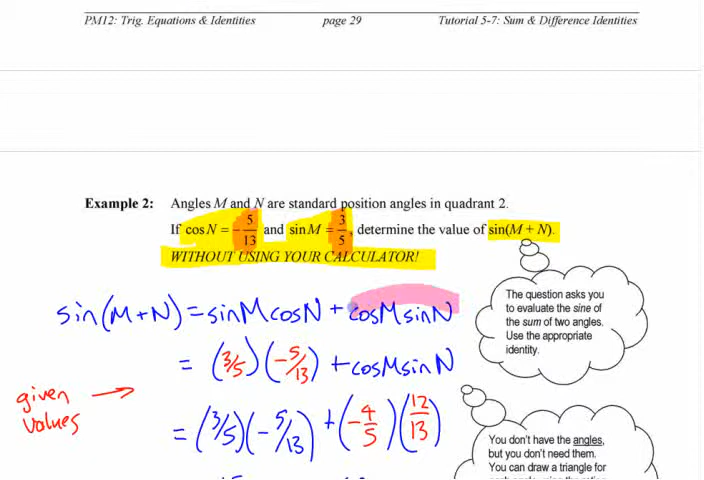 PM12: Trig. Equations & Identities page 29 Tutorial 5-7: Sum & Difference Identities
Example 2: Angles M and N are standard position angles in quadrant 2.
If cos N = -5/13 and sin M = 3/5, determine the value of sin(M + N).
WITHOUT USING YOUR CALCULATOR!
sin(M+N) = sinMcosN + cosMsinN
= (3/5)(-5/13) + cosMsinN
given
values
= (3/5)(-5/13) + (-4/5)(12/13)
The question asks you
to evaluate the sine of
the sum of two angles.
Use the appropriate
identity.
You don't have the angles,
but you don't need them.
You can draw a triangle for